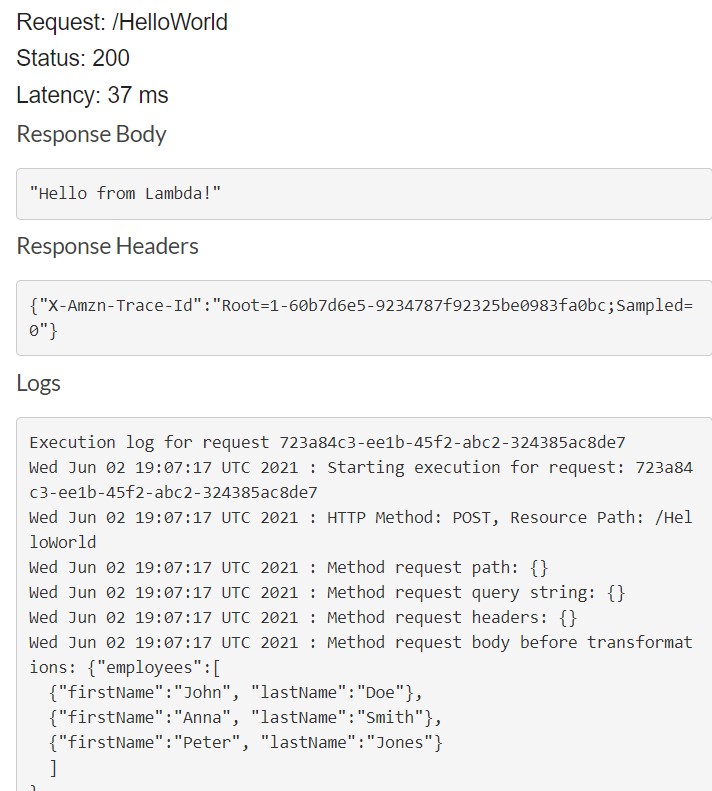 Request: /HelloWorld
Status: 200
Latency: 37 ms
Response Body
"Hello from Lambda!"
Response Headers
{"X-Amzn-Trace-Id":"Root=1-60b7d6e5-9234787f92325be0983fa0bc;Sampled=
0"}
Logs
Execution log for request 723a84c3-ee1b-45f2-abc2-324385ac8de7
Wed Jun 02 19:07:17 UTC 2021 : Starting execution for request: 723a84
c3-ee1b-45f2-abc2-324385ac8de7
Wed Jun 02 19:07:17 UTC 2021 : HTTP Method: POST, Resource Path: /Hel
loWorld
Wed Jun 02 19:07:17 UTC 2021 : Method request path: {}
Wed Jun 02 19:07:17 UTC 2021 : Method request query string: {}
Wed Jun 02 19:07:17 UTC 2021 : Method request headers: {}
Wed Jun 02 19:07:17 UTC 2021 : Method request body before transformat
ions: {"employees":[
  {"firstName":"John", "lastName":"Doe"},
  {"firstName":"Anna", "lastName":"Smith"},
  {"firstName":"Peter", "lastName":"Jones"}
  ]
}